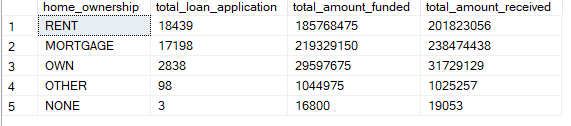 home_ownership total_loan_application total_amount_funded total_amount_received
1 RENT 18439 185768475 201823056
2 MORTGAGE 17198 219329150 238474438
3 OWN 2838 29597675 31729129
4 OTHER 98 1044975 1025257
5 NONE 3 16800 19053